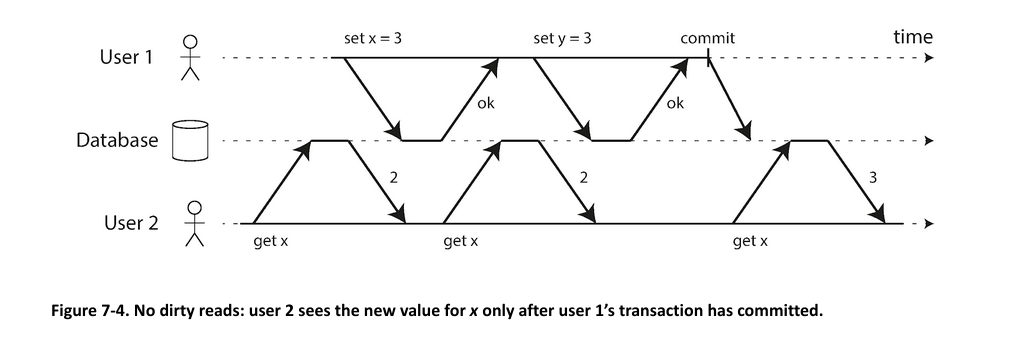 set x = 3
set y = 3
commit
time
User 1
ok
ok
Database
2
2
3
User 2
get x
get x
get x
Figure 7-4. No dirty reads: user 2 sees the new value for x only after user 1’s transaction has committed.